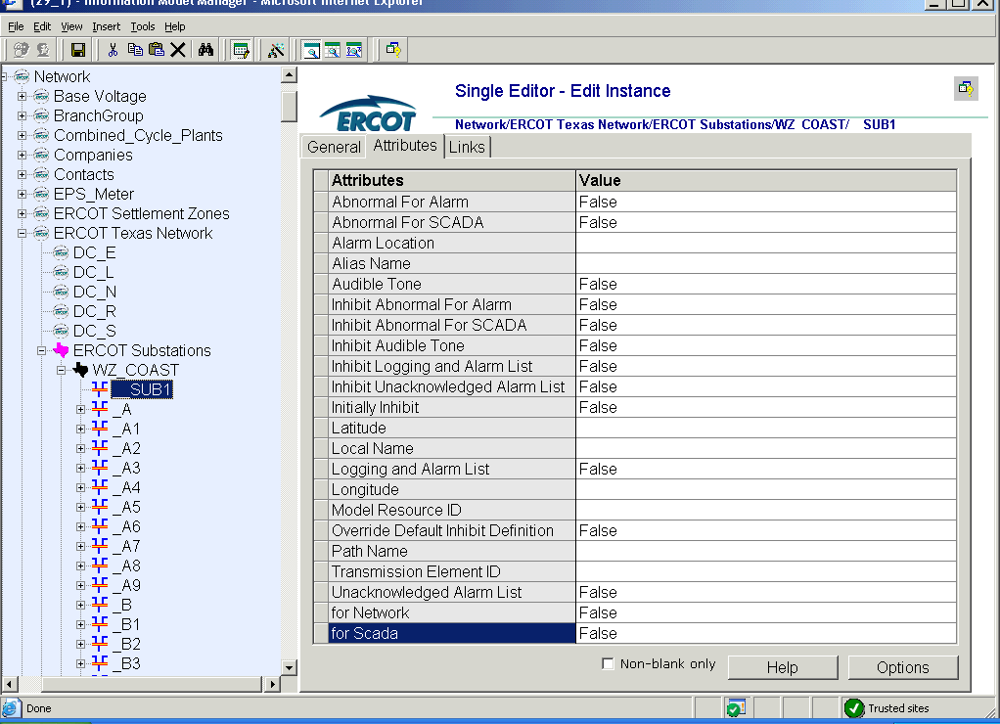 (29_1) - Information Model Manager - Microsoft Internet Explorer
File Edit View Insert Tools Help
Network
Base Voltage
BranchGroup
Combined_Cycle_Plants
Companies
Contacts
EPS_Meter
ERCOT Settlement Zones
ERCOT Texas Network
DC_E
DC_L
DC_N
DC_R
DC_S
ERCOT Substations
WZ_COAST
__SUB1
_A
_A1
_A2
_A3
_A4
_A5
_A6
_A7
_A8
_A9
_B
_B1
_B2
_B3
ERCOT
Single Editor - Edit Instance
Network/ERCOT Texas Network/ERCOT Substations/WZ_COAST/__SUB1
General Attributes Links
Attributes Value
Abnormal For Alarm False
Abnormal For SCADA False
Alarm Location
Alias Name
Audible Tone False
Inhibit Abnormal For Alarm False
Inhibit Abnormal For SCADA False
Inhibit Audible Tone False
Inhibit Logging and Alarm List False
Inhibit Unacknowledged Alarm List False
Initially Inhibit False
Latitude
Local Name
Logging and Alarm List False
Longitude
Model Resource ID
Override Default Inhibit Definition False
Path Name
Transmission Element ID
Unacknowledged Alarm List False
for Network False
for Scada False
Non-blank only Help Options
Done Trusted sites